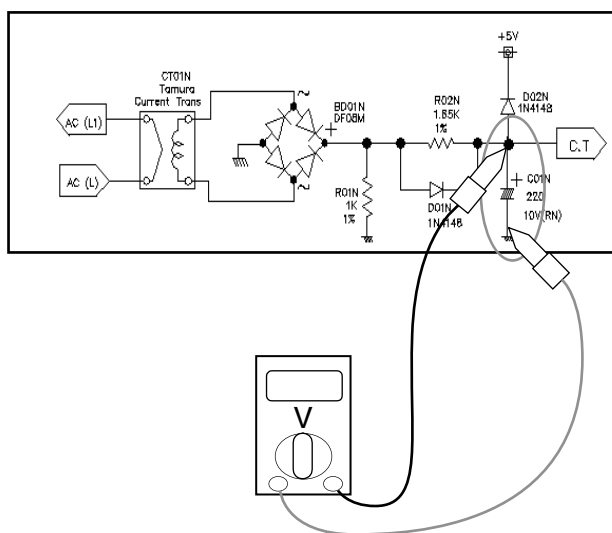 +5V
CT01N
Tamura
Current Trans
AC (L1)
AC (L)
~
BD01N
DF08M
+
~
R01N
1K
1%
R02N
1.85K
1%
D01N
1N4148
D02N
1N4148
+
C01N
220
10V(RN)
C.T
V